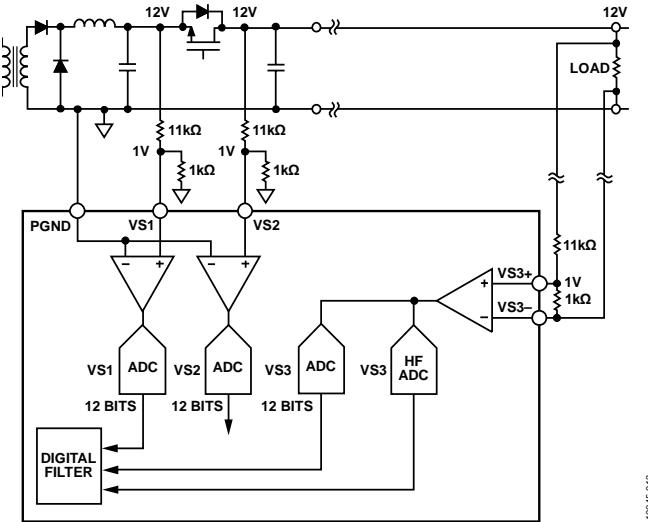 12V
12V
12V
LOAD
11kΩ
11kΩ
1V
1V
1kΩ
1kΩ
PGND
VS1
VS2
11kΩ
VS3+
1V
1kΩ
VS3–
–
+
–
+
+
–
VS1
ADC
VS2
ADC
VS3
ADC
VS3
HF
ADC
12 BITS
12 BITS
12 BITS
DIGITAL
FILTER